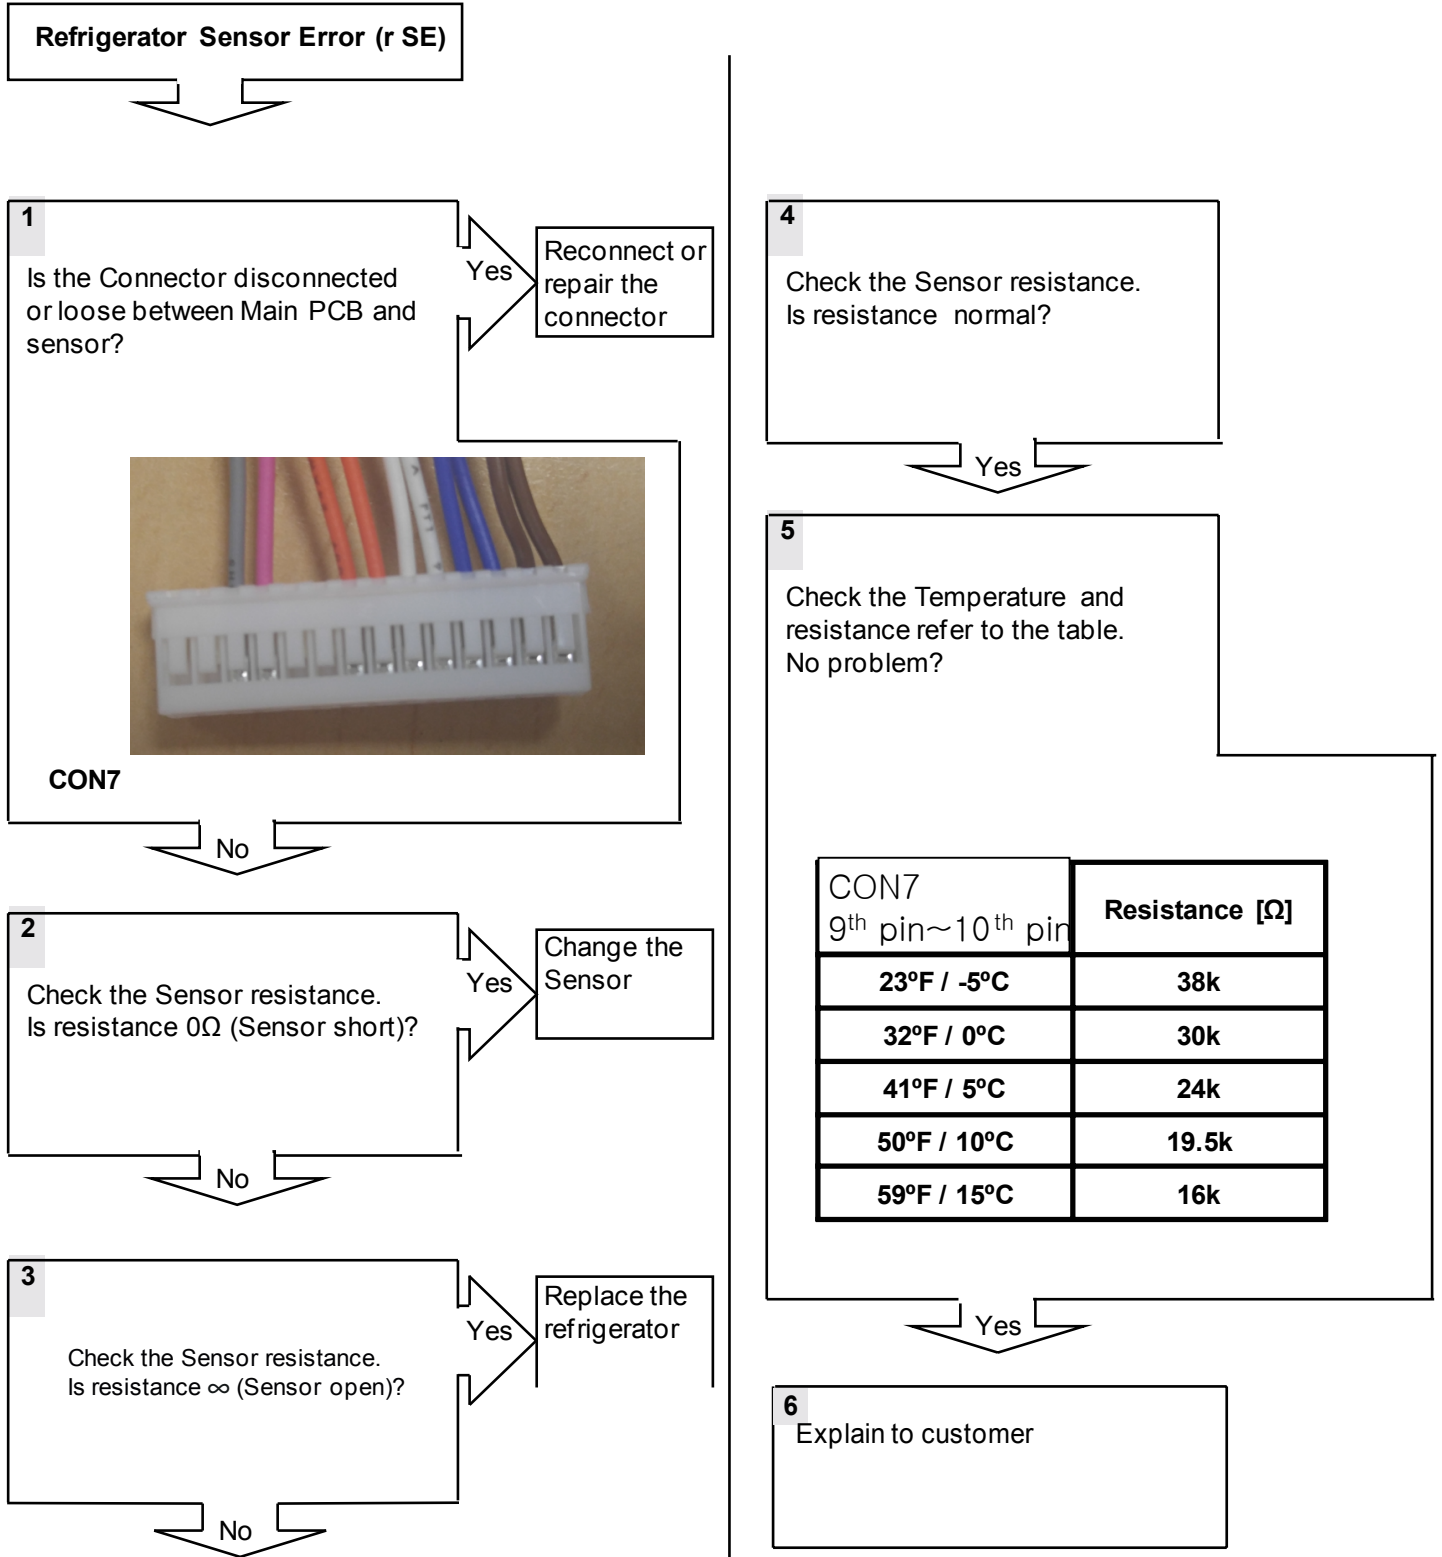 Refrigerator Sensor Error (r SE)
1
Is the Connector disconnected
or loose between Main PCB and
sensor?
Yes
Reconnect or
repair the
connector
CON7
No
2
Check the Sensor resistance.
Is resistance 0Ω (Sensor short)?
Yes
Change the
Sensor
No
3
Check the Sensor resistance.
Is resistance ∞ (Sensor open)?
Yes
Replace the
refrigerator
No
4
Check the Sensor resistance.
Is resistance normal?
Yes
5
Check the Temperature and
resistance refer to the table.
No problem?
CON7
9th pin~10th pin
Resistance [Ω]
23ºF / -5ºC 38k
32ºF / 0ºC 30k
41ºF / 5ºC 24k
50ºF / 10ºC 19.5k
59ºF / 15ºC 16k
Yes
6
Explain to customer